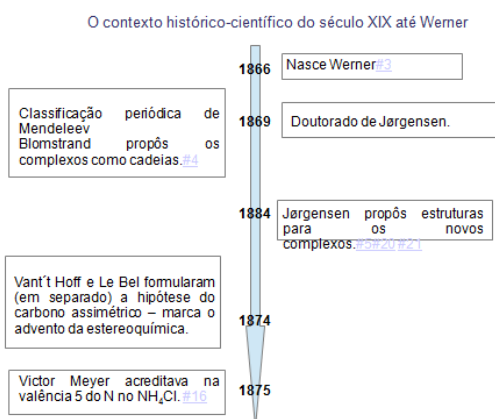 O contexto histórico-científico do século XIX até Werner
1866
Nasce Werner#3
Classificação periódica de
Mendeleev
Blomstrand propôs os
complexos como cadeias.#4
1869
Doutorado de Jørgensen.
1884
Jørgensen propôs estruturas
para os novos
complexos.#5#20 #21
Vant´t Hoff e Le Bel formularam
(em separado) a hipótese do
carbono assimétrico – marca o
advento da estereoquímica.
1874
Victor Meyer acreditava na
valência 5 do N no NH₄Cl. #16
1875